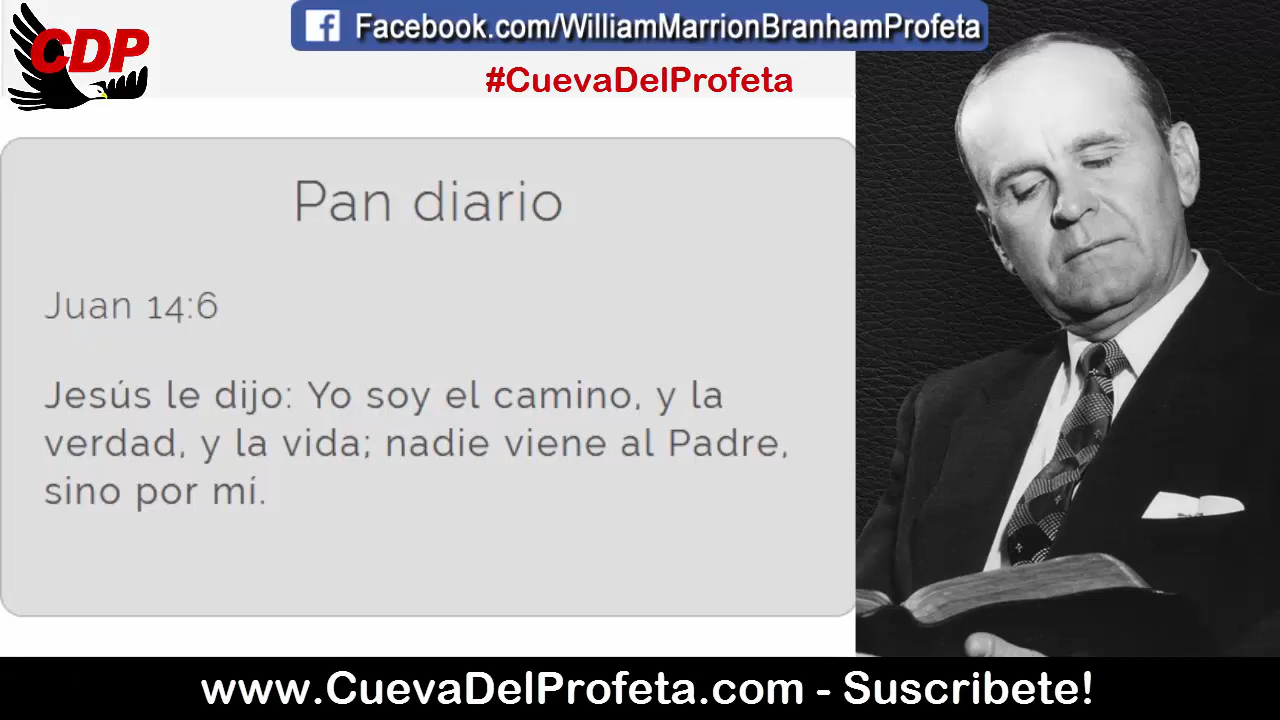 CDP
Facebook.com/WilliamMarrionBranhamProfeta
#CuevaDelProfeta
Pan diario
Juan 14:6
Jesús le dijo: Yo soy el camino, y la
verdad, y la vida; nadie viene al Padre,
sino por mí.
www.CuevaDelProfeta.com - Suscribete!